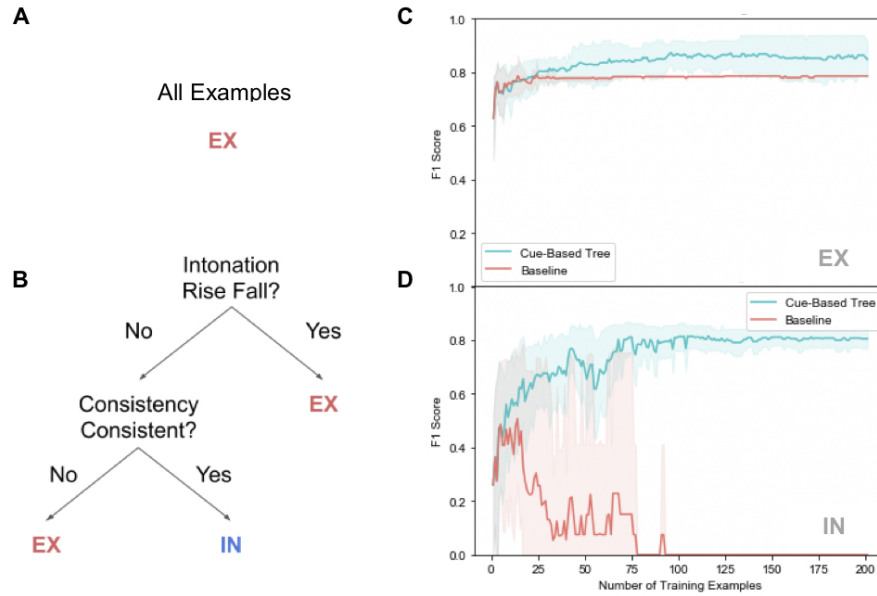 A
All Examples
EX
B
Intonation
Rise Fall?
No
Yes
Consistency
Consistent?
EX
No
Yes
EX
IN
C
1.0
0.8
0.6
0.4
0.2
F1 Score
Cue-Based Tree
Baseline
EX
D
1.0
0.8
0.6
0.4
0.2
0.0
F1 Score
Cue-Based Tree
Baseline
IN
0
25
50
75
100
125
150
175
200
Number of Training Examples